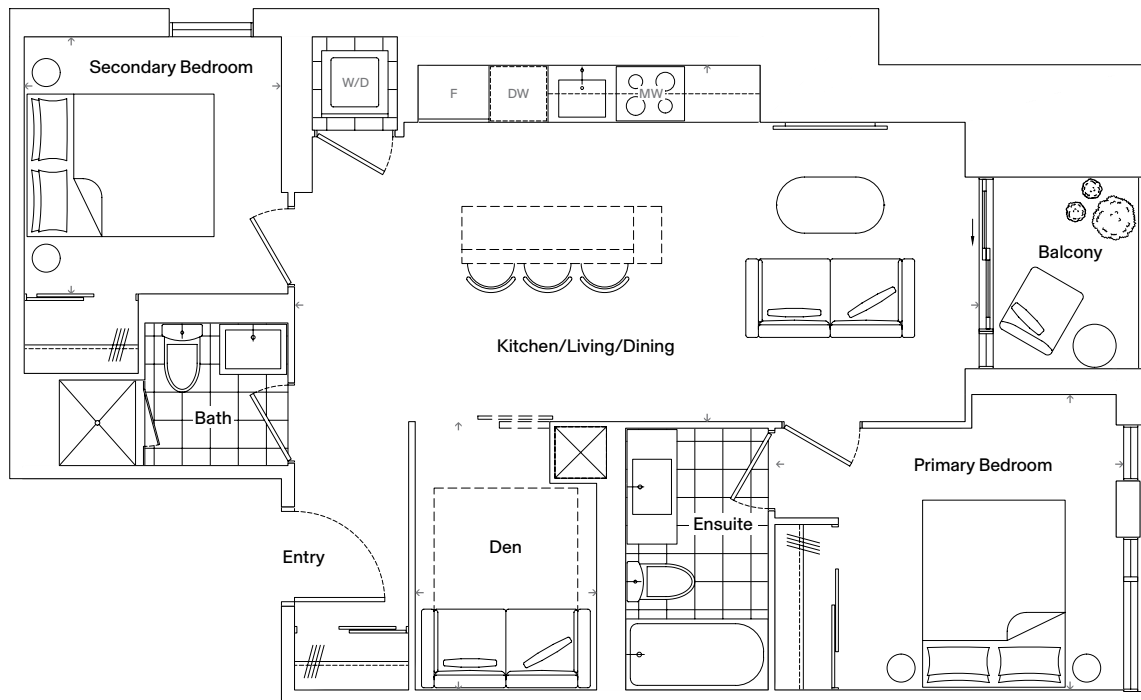 Secondary Bedroom
W/D
F
DW
MW
Balcony
Kitchen/Living/Dining
Bath
Primary Bedroom
Ensuite
Den
Entry